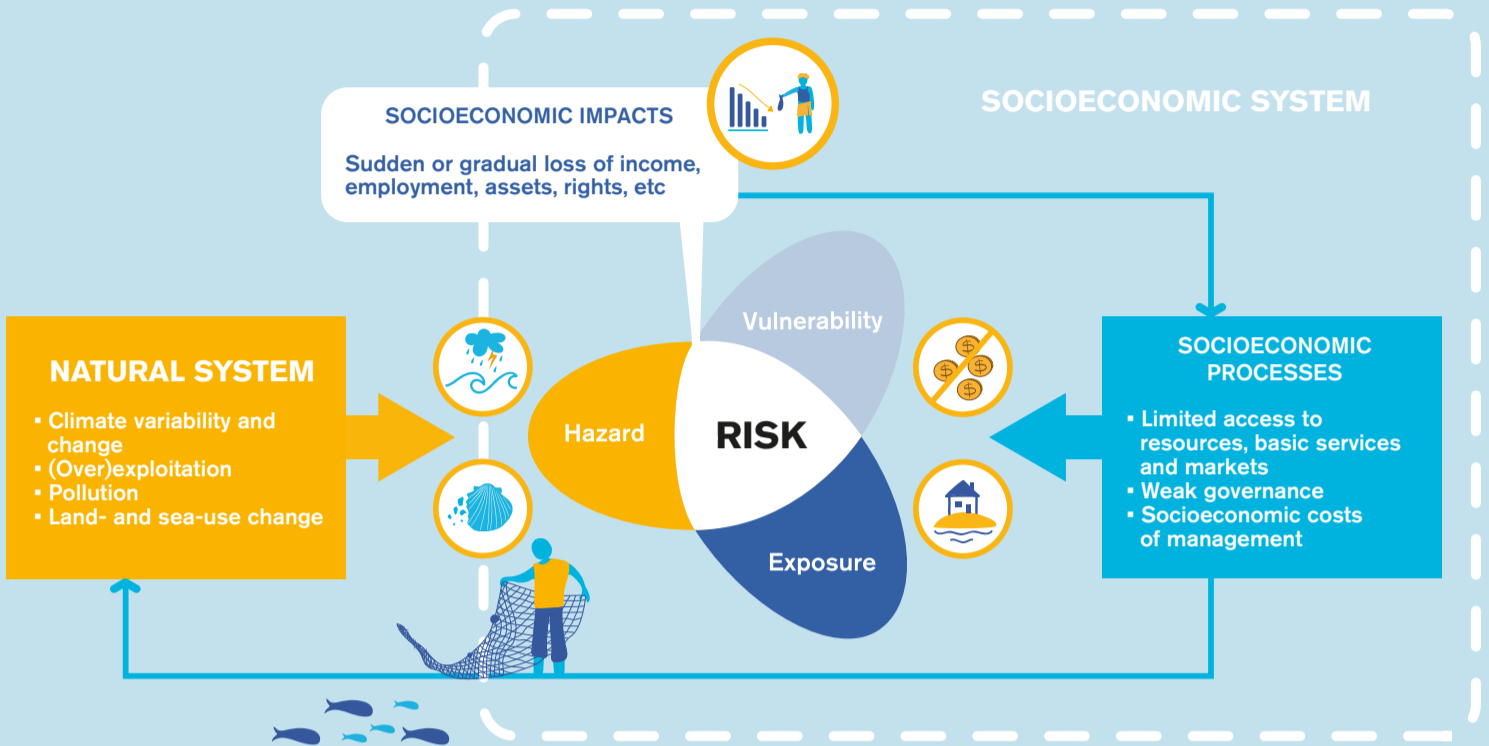 SOCIOECONOMIC SYSTEM
SOCIOECONOMIC IMPACTS
Sudden or gradual loss of income,
employment, assets, rights, etc
NATURAL SYSTEM
▪ Climate variability and
change
▪ (Over)exploitation
▪ Pollution
▪ Land- and sea-use change
Hazard
RISK
Vulnerability
Exposure
$
$
$
$
SOCIOECONOMIC
PROCESSES
▪ Limited access to
resources, basic services
and markets
▪ Weak governance
▪ Socioeconomic costs
of management